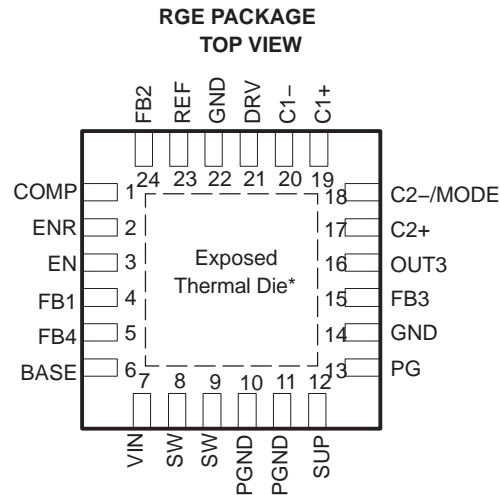 RGE PACKAGE
TOP VIEW
FB2
REF
GND
DRV
C1−
C1+
24 23 22 21 20 19
COMP 1
ENR 2
EN 3
FB1 4
FB4 5
BASE 6
Exposed
Thermal Die*
18 C2−/MODE
17 C2+
16 OUT3
15 FB3
14 GND
13 PG
7 8 9 10 11 12
VIN
SW
SW
PGND
PGND
SUP